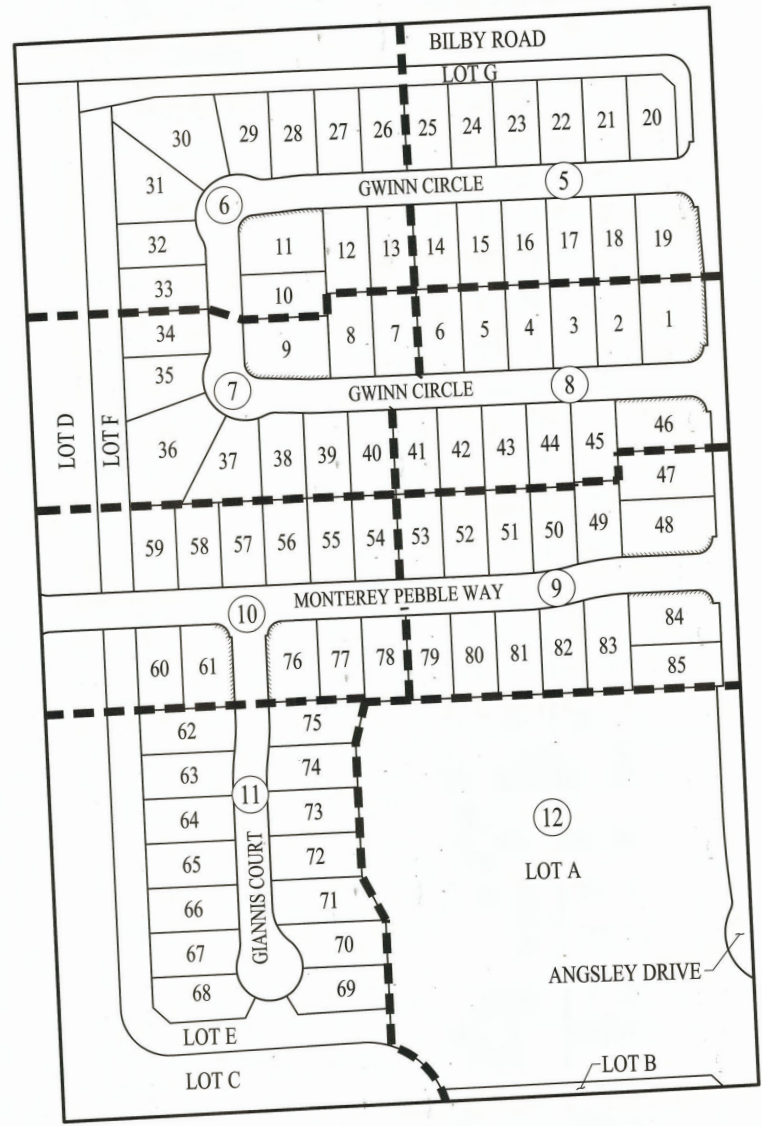 BILBY ROAD
LOT G
30 29 28 27 26 25 24 23 22 21 20
31
6 GWINN CIRCLE 5
32 11 12 13 14 15 16 17 18 19
33 10
34 9 8 7 6 5 4 3 2 1
35
7 GWINN CIRCLE 8
LOT D
LOT F
36 37 38 39 40 41 42 43 44 45 46
47
59 58 57 56 55 54 53 52 51 50 49 48
10 MONTEREY PEBBLE WAY 9
60 61 76 77 78 79 80 81 82 83 84
85
62 75
63 74
11
64 73
12
65 72
GIANNIS COURT
LOT A
66 71
67 70
ANGSLEY DRIVE
68 69
LOT E
LOT B
LOT C